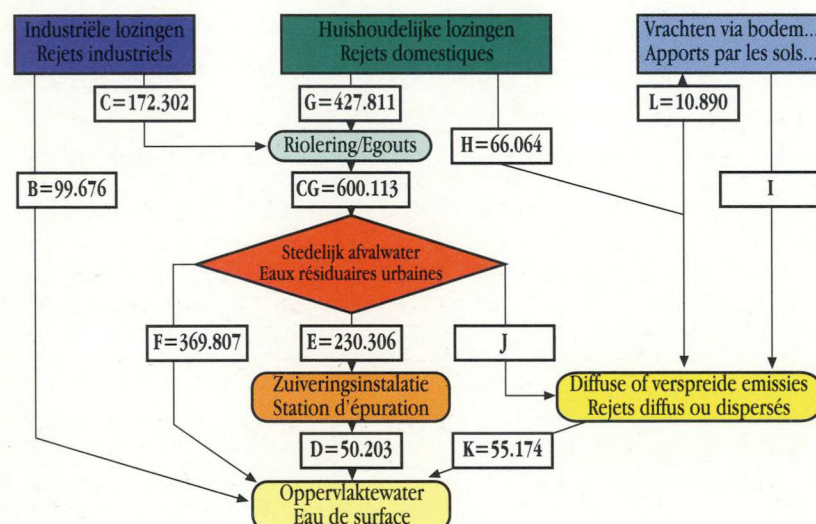 Industriële lozingen
Rejets industriels
Huishoudelijke lozingen
Rejets domestiques
Vrachten via bodem...
Apports par les sols...
C=172.302
G=427.811
L=10.890
Riolering/Egouts
H=66.064
B=99.676
CG=600.113
I
Stedelijk afvalwater
Eaux résiduaires urbaines
F=369.807
E=230.306
J
Zuiveringsinstalatie
Station d'épuration
Diffuse of verspreide emissies
Rejets diffus ou dispersés
D=50.203
K=55.174
Oppervlaktewater
Eau de surface